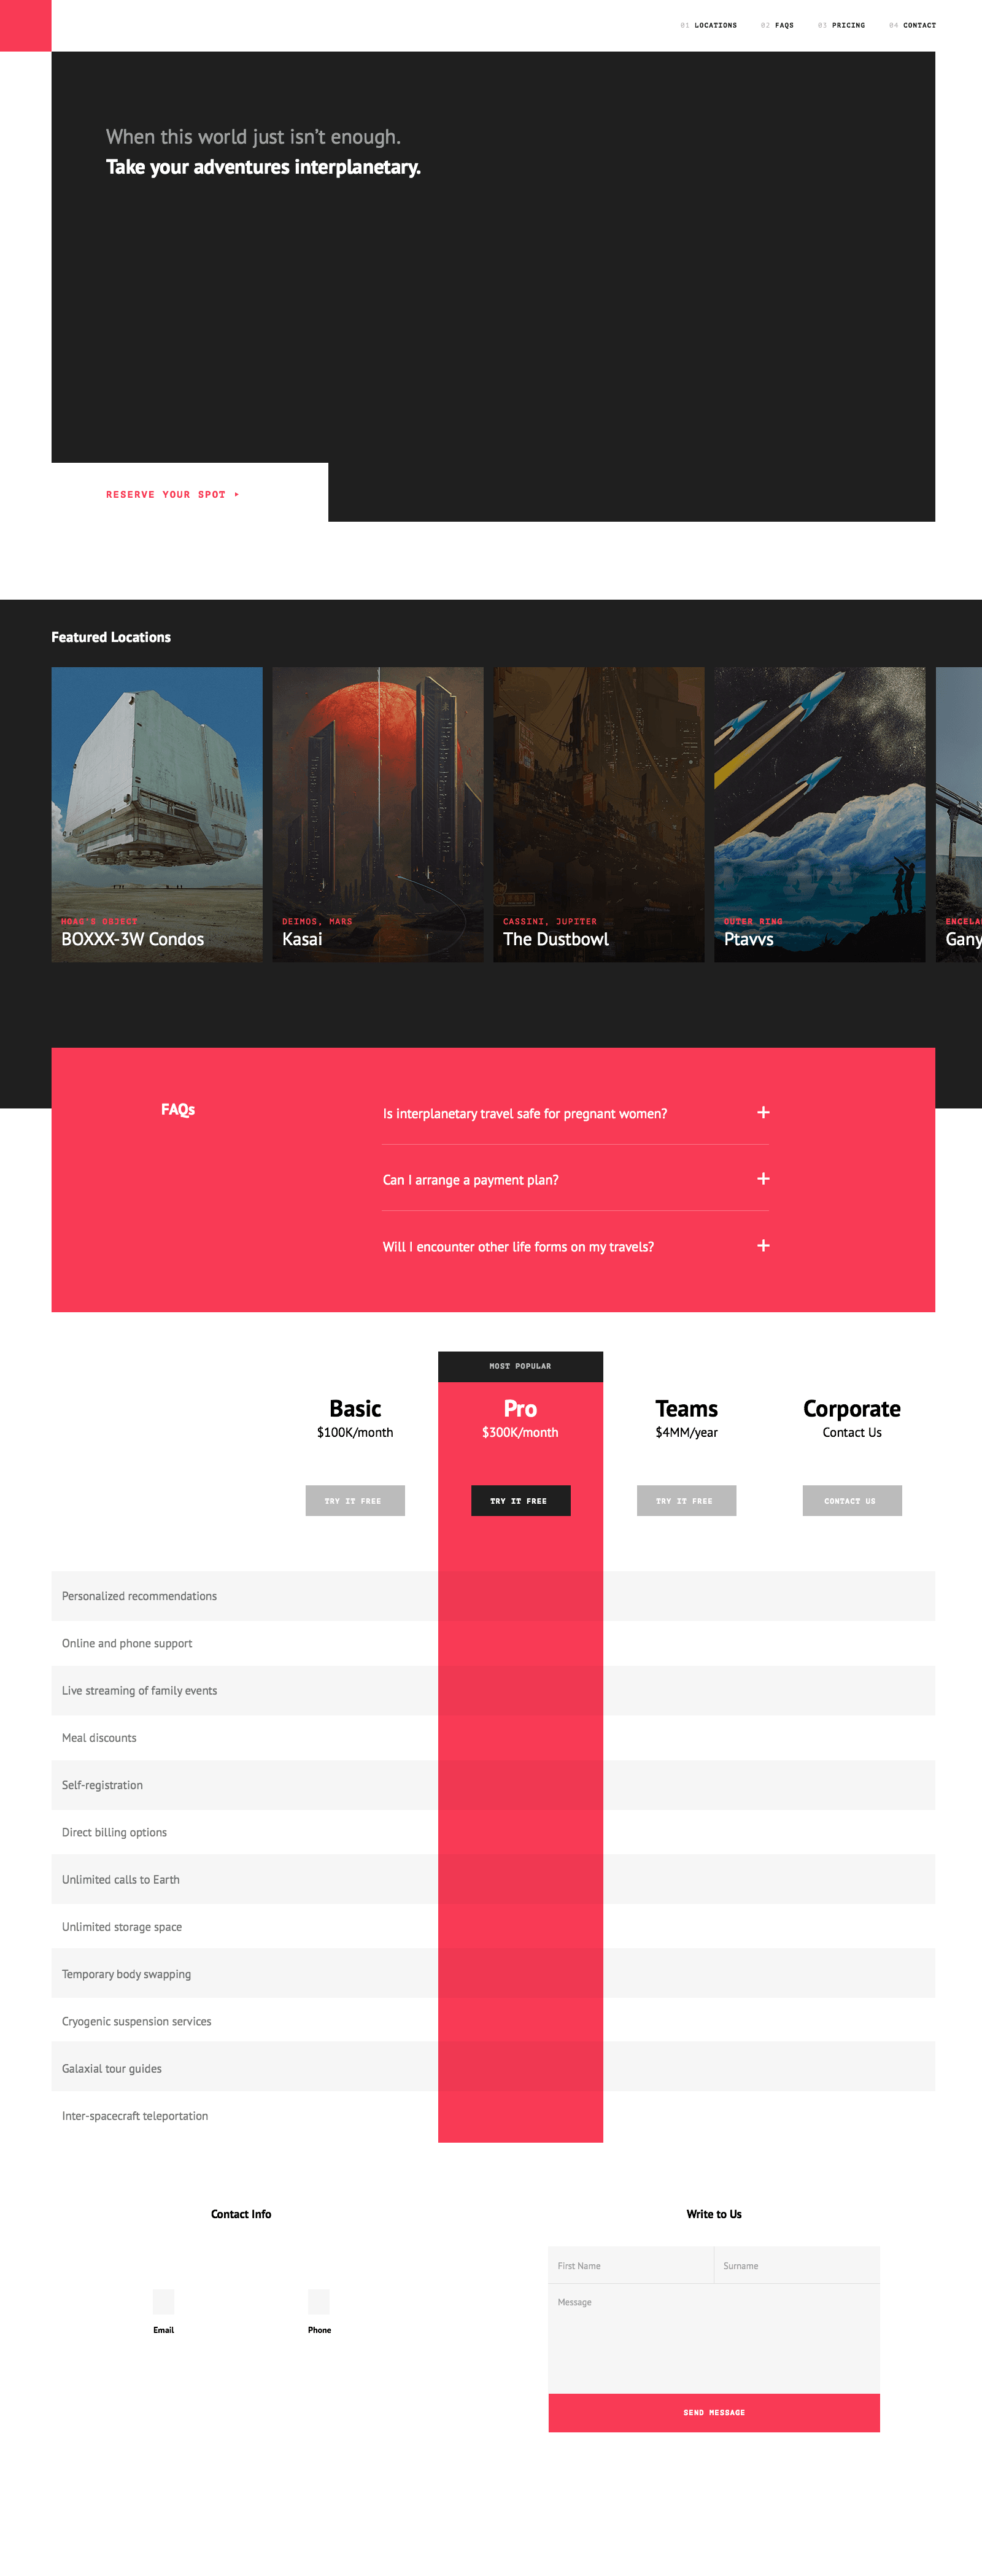 01 LOCATIONS 02 FAQS 03 PRICING 04 CONTACT
When this world just isn’t enough.
Take your adventures interplanetary.
RESERVE YOUR SPOT ▸
Featured Locations
HOAG'S OBJECT
BOXXX-3W Condos
DEIMOS, MARS
Kasai
CASSINI, JUPITER
The Dustbowl
OUTER RING
Ptavvs
ENCELA
Gany
FAQs
Is interplanetary travel safe for pregnant women? +
Can I arrange a payment plan? +
Will I encounter other life forms on my travels? +
MOST POPULAR
Basic Pro Teams Corporate
$100K/month $300K/month $4MM/year Contact Us
TRY IT FREE TRY IT FREE TRY IT FREE CONTACT US
Personalized recommendations
Online and phone support
Live streaming of family events
Meal discounts
Self-registration
Direct billing options
Unlimited calls to Earth
Unlimited storage space
Temporary body swapping
Cryogenic suspension services
Galaxial tour guides
Inter-spacecraft teleportation
Contact Info
Email Phone
Write to Us
First Name Surname
Message
SEND MESSAGE